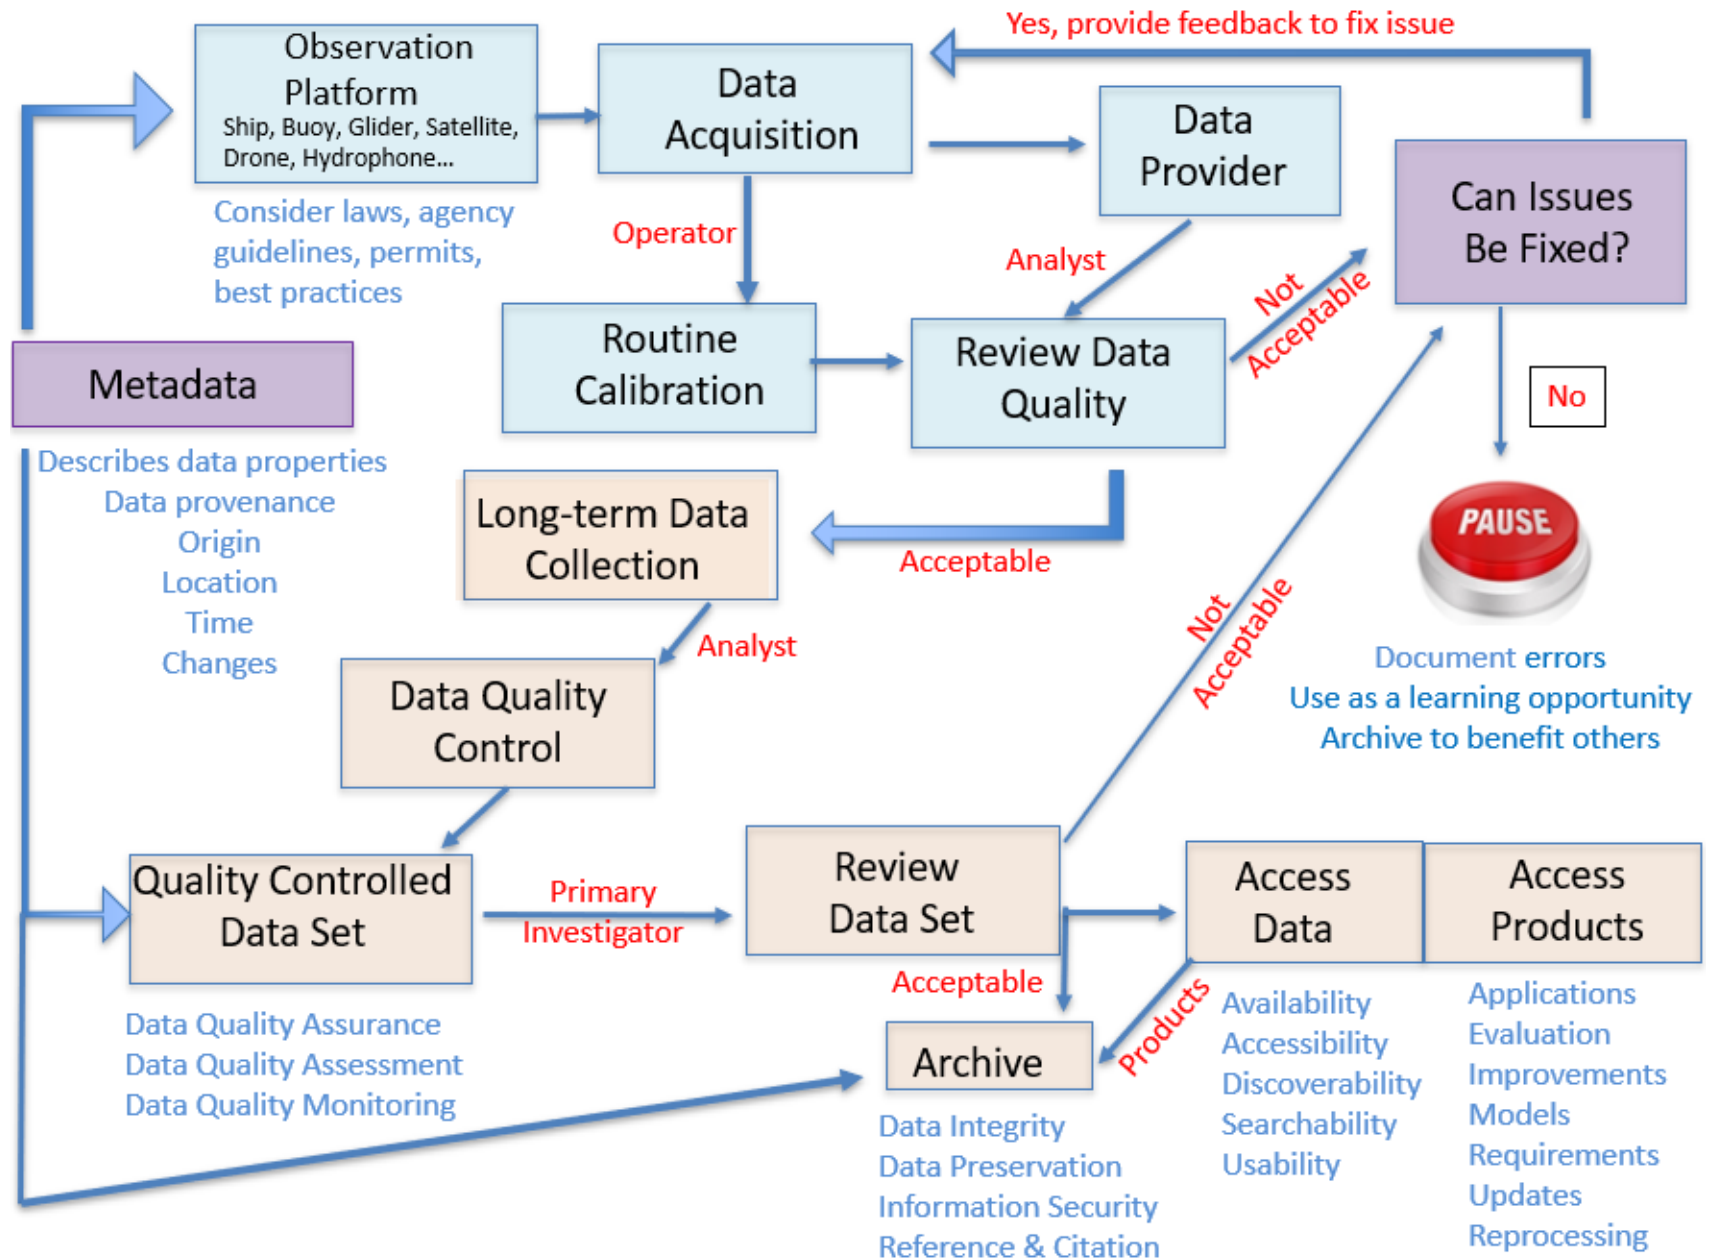 Yes, provide feedback to fix issue
Observation
Platform
Ship, Buoy, Glider, Satellite,
Drone, Hydrophone...
Consider laws, agency
guidelines, permits,
best practices
Data
Acquisition
Data
Provider
Can Issues
Be Fixed?
Operator
Analyst
Not
Acceptable
Routine
Calibration
Review Data
Quality
No
Metadata
Describes data properties
Data provenance
Origin
Location
Time
Changes
Long-term Data
Collection
Acceptable
PAUSE
Document errors
Use as a learning opportunity
Archive to benefit others
Analyst
Not
Acceptable
Data Quality
Control
Quality Controlled
Data Set
Primary
Investigator
Review
Data Set
Access
Data
Access
Products
Data Quality Assurance
Data Quality Assessment
Data Quality Monitoring
Acceptable
Products
Archive
Data Integrity
Data Preservation
Information Security
Reference & Citation
Availability
Accessibility
Discoverability
Searchability
Usability
Applications
Evaluation
Improvements
Models
Requirements
Updates
Reprocessing